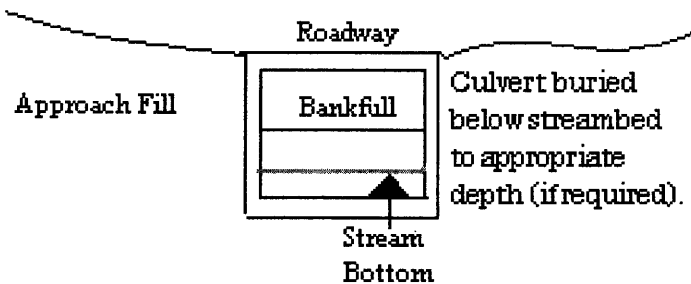 Roadway
Approach Fill
Bankfull
Culvert buried
below streambed
to appropriate
depth (if required).
Stream
Bottom